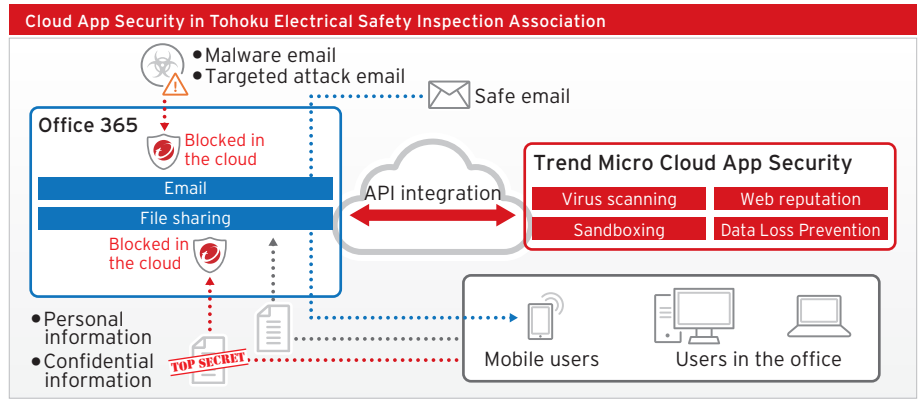 Cloud App Security in Tohoku Electrical Safety Inspection Association
•Malware email
•Targeted attack email
Safe email
Office 365
Blocked in
the cloud
Email
File sharing
Blocked in
the cloud
API integration
Trend Micro Cloud App Security
Virus scanning
Web reputation
Sandboxing
Data Loss Prevention
•Personal
information
•Confidential
information
TOP SECRET
Mobile users
Users in the office